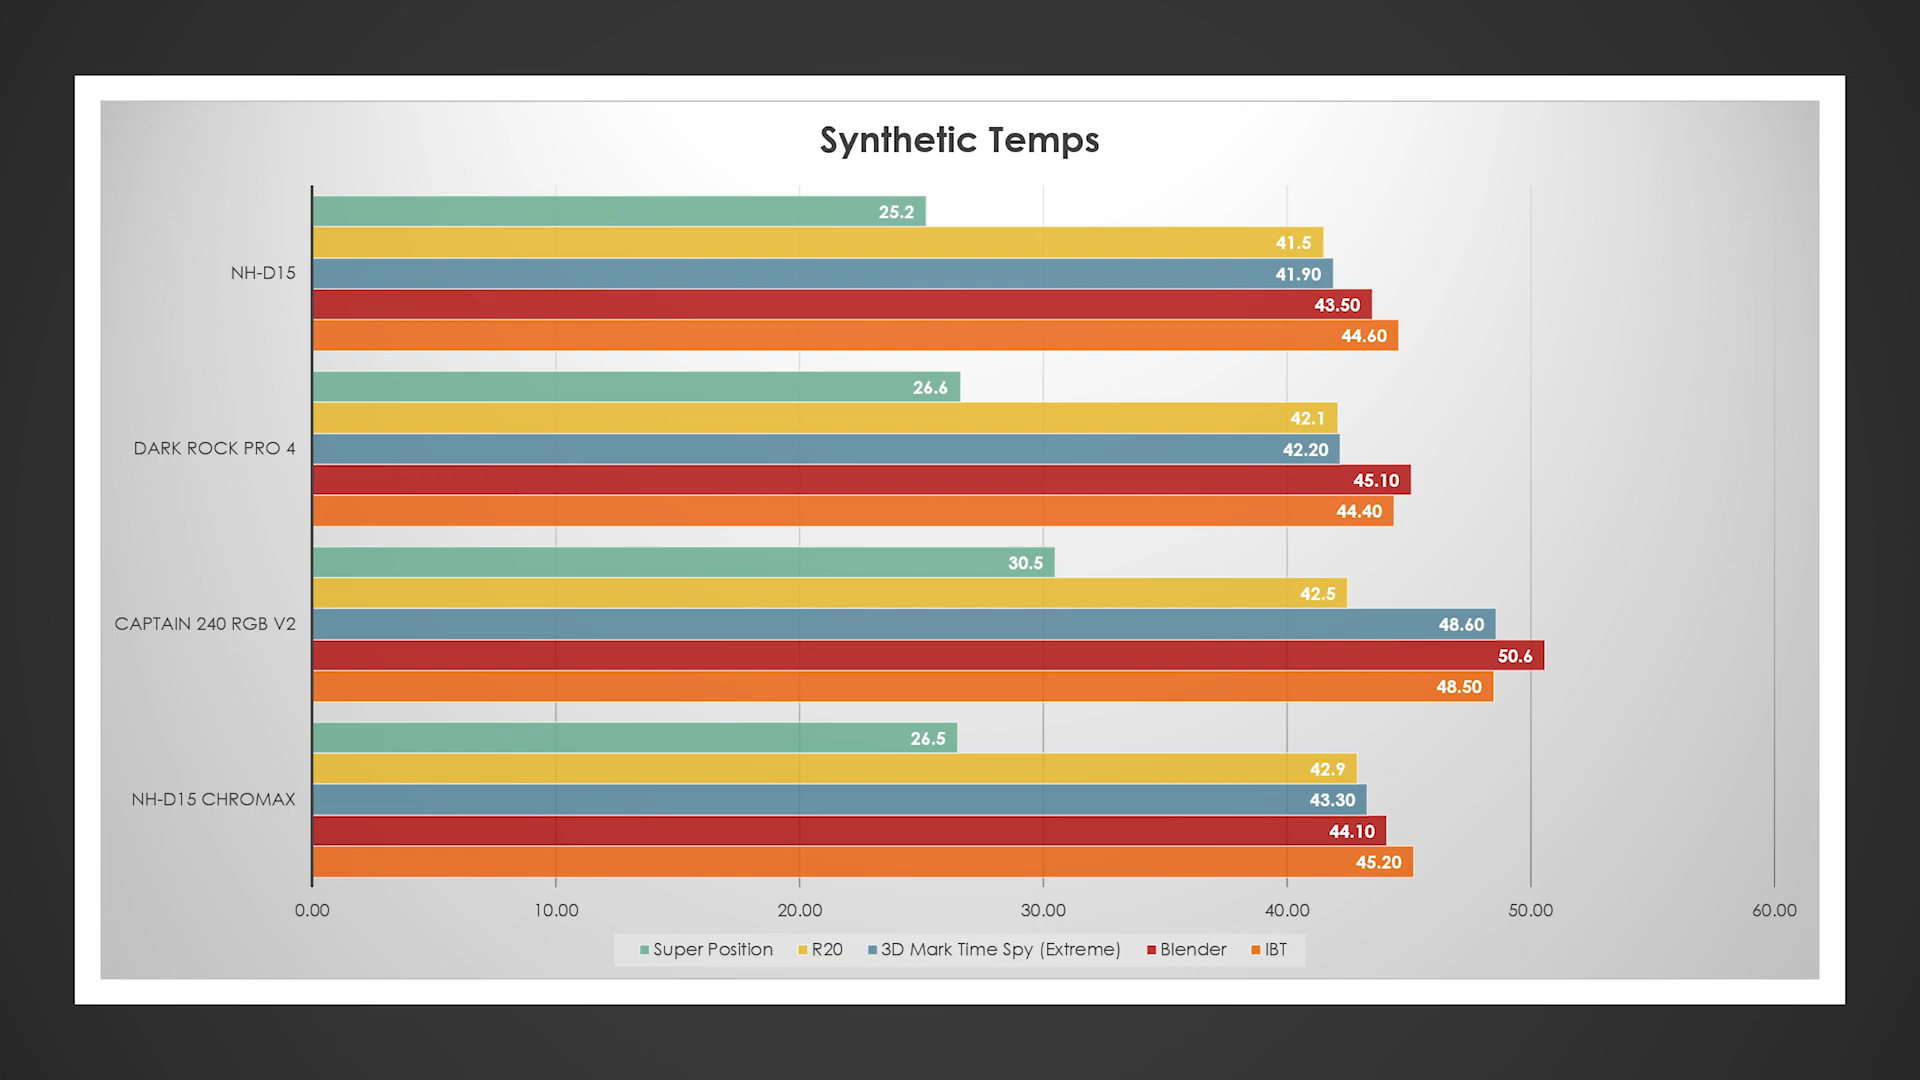 Synthetic Temps
25.2
41.5
NH-D15
41.90
43.50
44.60
26.6
42.1
DARK ROCK PRO 4
42.20
45.10
44.40
30.5
42.5
CAPTAIN 240 RGB V2
48.60
50.6
48.50
26.5
42.9
NH-D15 CHROMAX
43.30
44.10
45.20
0.00 10.00 20.00 30.00 40.00 50.00 60.00
Super Position R20 3D Mark Time Spy (Extreme) Blender IBT